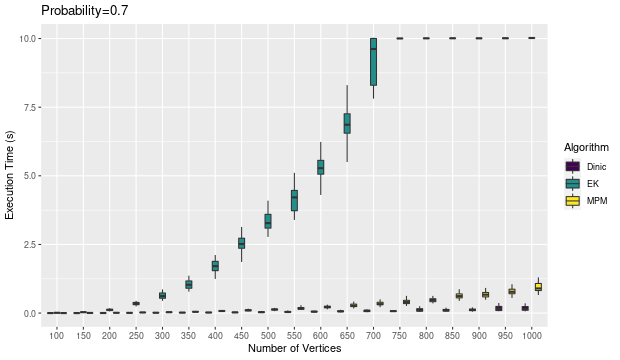 Probability=0.7
Execution Time (s)
10.0
7.5
5.0
2.5
0.0
100 150 200 250 300 350 400 450 500 550 600 650 700 750 800 850 900 950 1000
Number of Vertices
Algorithm
Dinic
EK
MPM